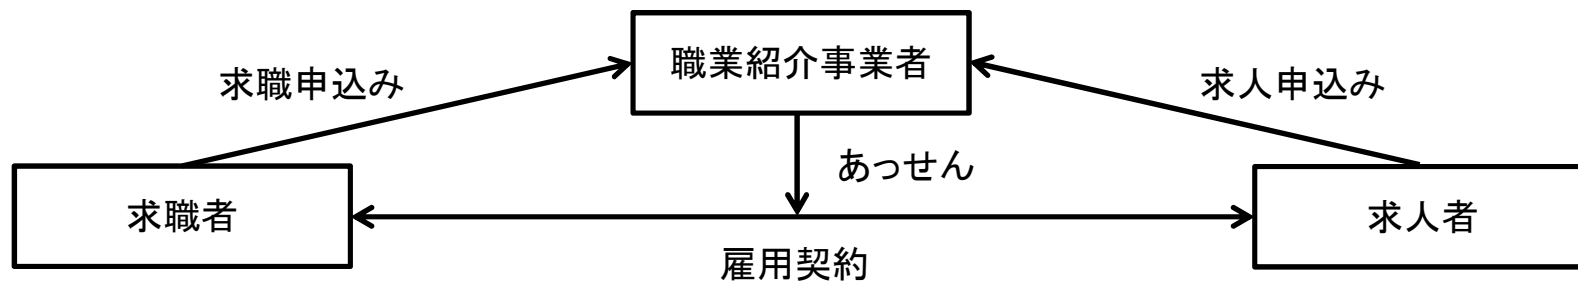 職業紹介事業者
求職申込み
求人申込み
あっせん
求職者
求人者
雇用契約